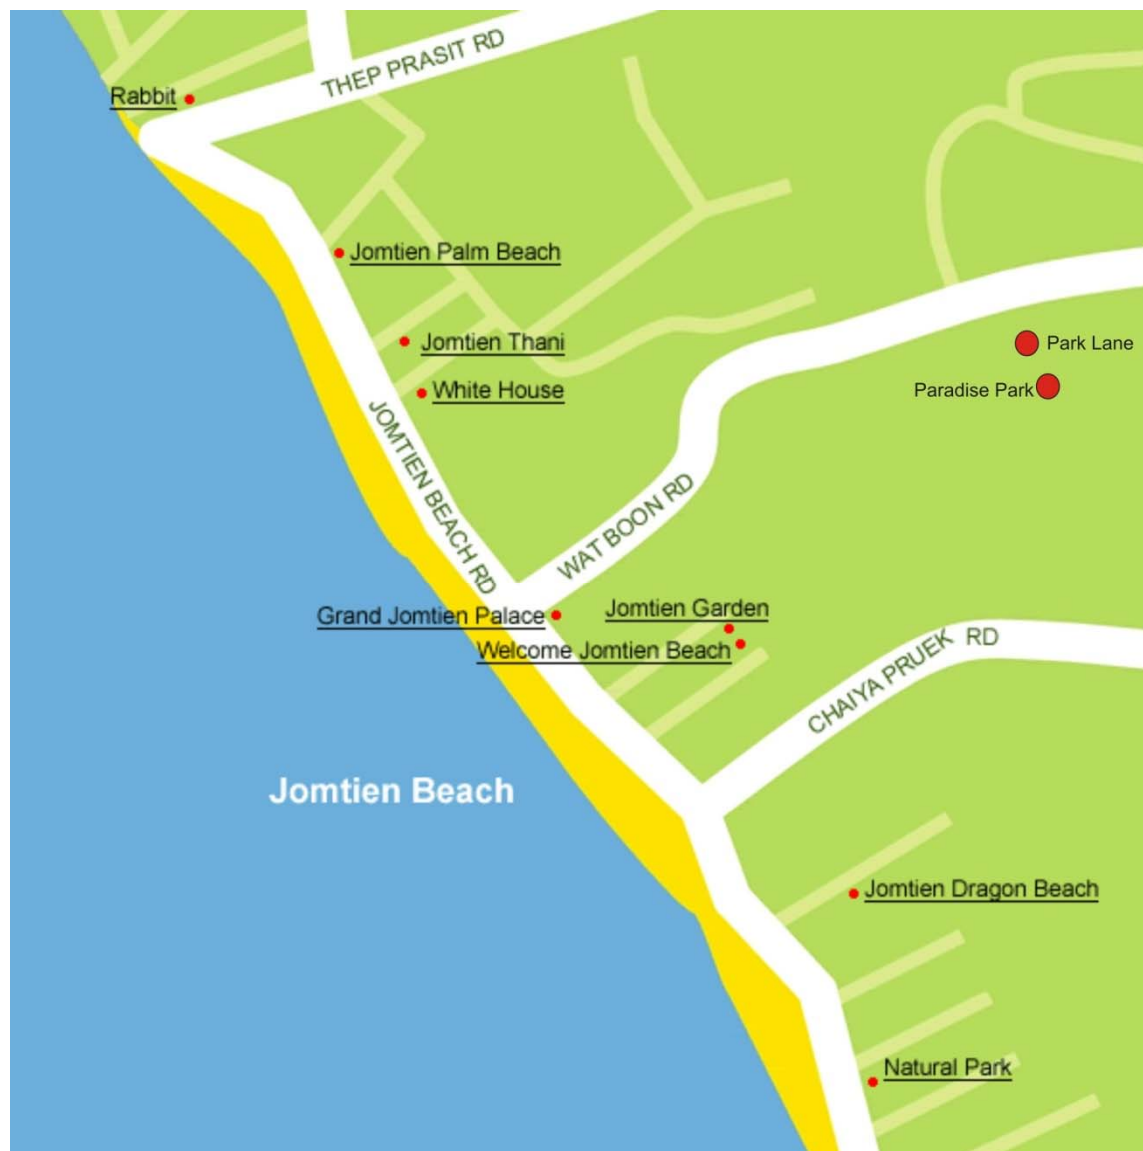 THEP PRASIT RD
Rabbit
Jomtien Palm Beach
Jomtien Thani
Park Lane
White House
Paradise Park
JOMTIEN BEACH RD
WAT BOON RD
Grand Jomtien Palace
Jomtien Garden
Welcome Jomtien Beach
CHAIYA PRUEK RD
Jomtien Beach
Jomtien Dragon Beach
Natural Park